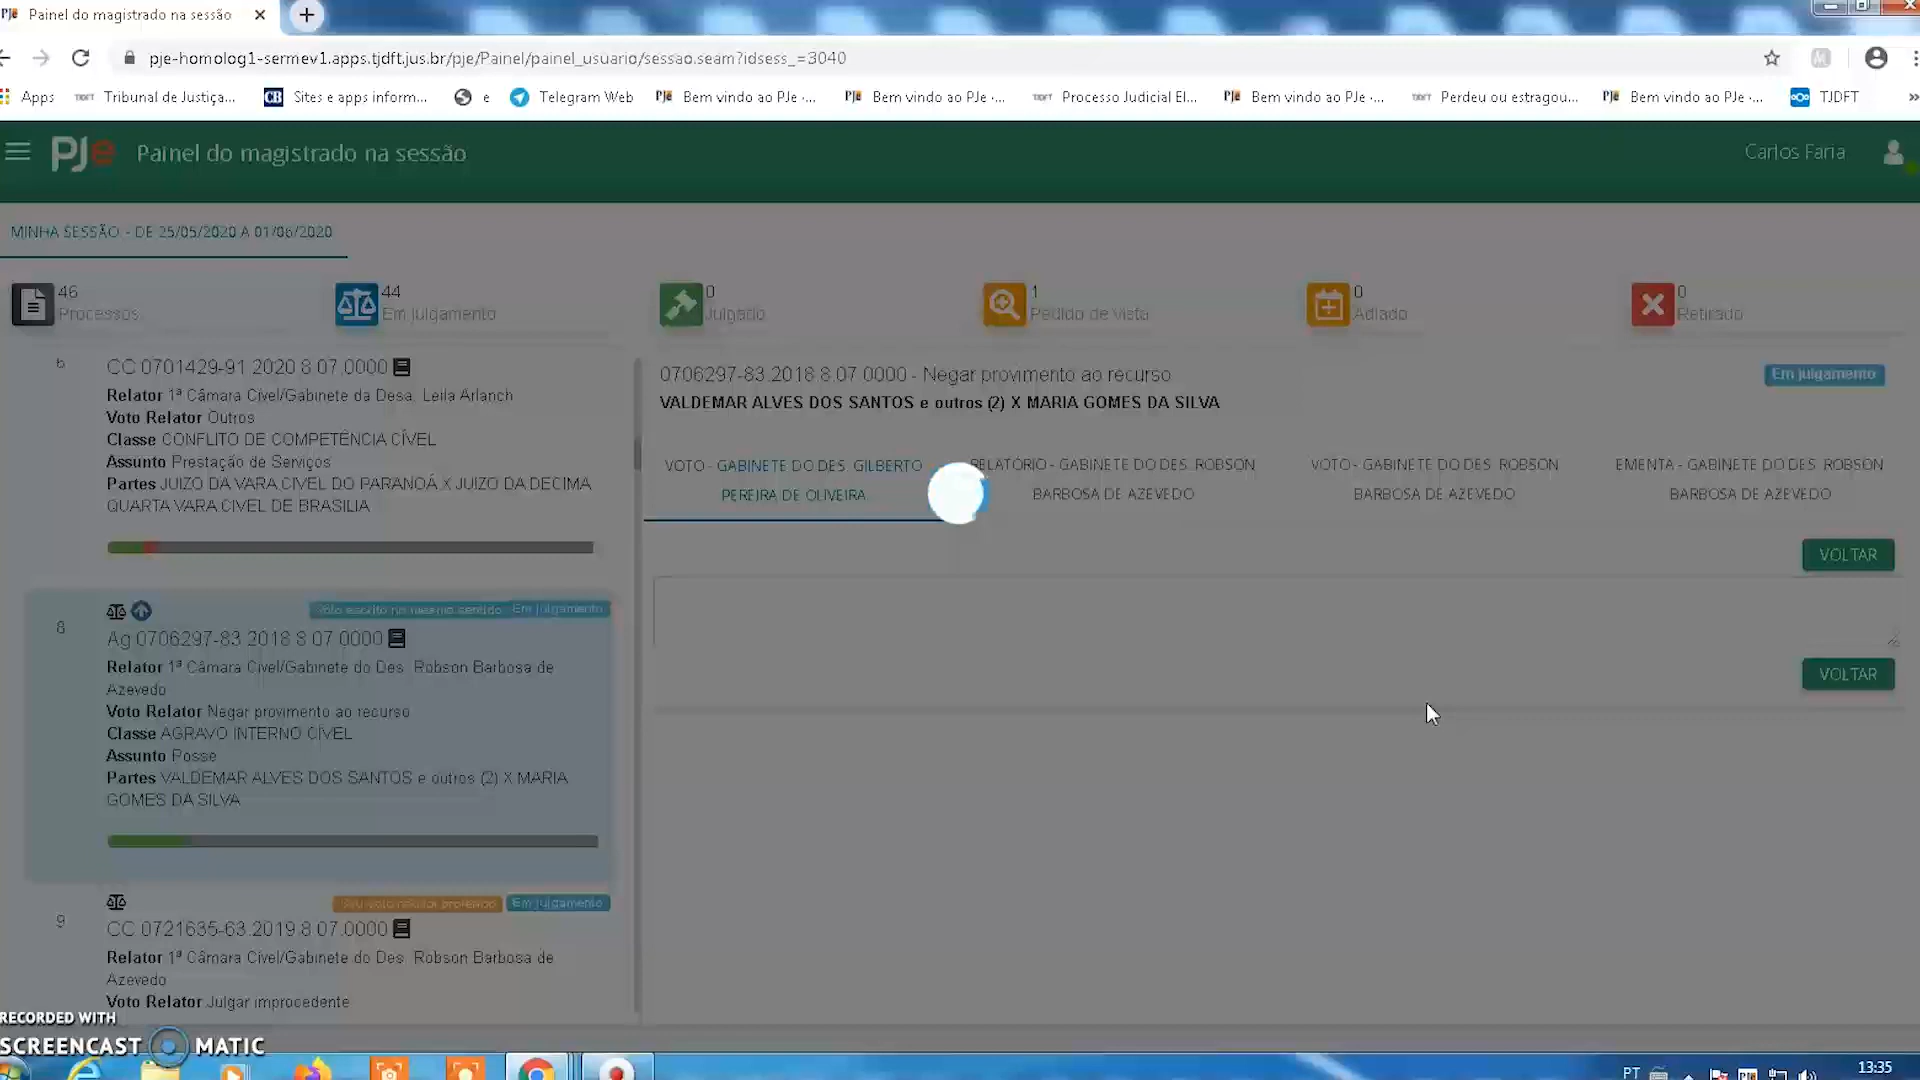 Painel do magistrado na sessão
pje-homolog1-sermev1.apps.tjdft.jus.br/pje/Painel/painel_usuario/sessao.seam?idsess_=3040
Apps
Tribunal de Justiça...
Sites e apps inform...
e
Telegram Web
Bem vindo ao PJe ·...
Bem vindo ao PJe ·...
Processo Judicial El...
Bem vindo ao PJe ·...
Perdeu ou estragou...
Bem vindo ao PJe ·...
TJDFT
»
PJe
Painel do magistrado na sessão
Carlos Faria
MINHA SESSÃO - DE 25/05/2020 A 01/06/2020
46
Processos
44
Em julgamento
0
Julgado
1
Pedido de vista
0
Adiado
0
Retirado
6
CC 0701429-91.2020.8.07.0000
Relator 1ª Câmara Cível/Gabinete da Desa. Leila Arlanch
Voto Relator Outros
Classe CONFLITO DE COMPETÊNCIA CÍVEL
Assunto Prestação de Serviços
Partes JUIZO DA VARA CIVEL DO PARANOÁ X JUIZO DA DECIMA
QUARTA VARA CIVEL DE BRASILIA
8
Voto escrito no mesmo sentido
Em julgamento
Ag 0706297-83.2018.8.07.0000
Relator 1ª Câmara Cível/Gabinete do Des. Robson Barbosa de
Azevedo
Voto Relator Negar provimento ao recurso
Classe AGRAVO INTERNO CÍVEL
Assunto Posse
Partes VALDEMAR ALVES DOS SANTOS e outros (2) X MARIA
GOMES DA SILVA
9
Em julgamento
CC 0721635-63.2019.8.07.0000
Relator 1ª Câmara Cível/Gabinete do Des. Robson Barbosa de
Azevedo
Voto Relator Julgar improcedente
0706297-83.2018.8.07.0000 - Negar provimento ao recurso
Em julgamento
VALDEMAR ALVES DOS SANTOS e outros (2) X MARIA GOMES DA SILVA
VOTO - GABINETE DO DES. GILBERTO
PEREIRA DE OLIVEIRA
RELATÓRIO - GABINETE DO DES. ROBSON
BARBOSA DE AZEVEDO
VOTO - GABINETE DO DES. ROBSON
BARBOSA DE AZEVEDO
EMENTA - GABINETE DO DES. ROBSON
BARBOSA DE AZEVEDO
VOLTAR
VOLTAR
RECORDED WITH
SCREENCAST MATIC
PT
13:35